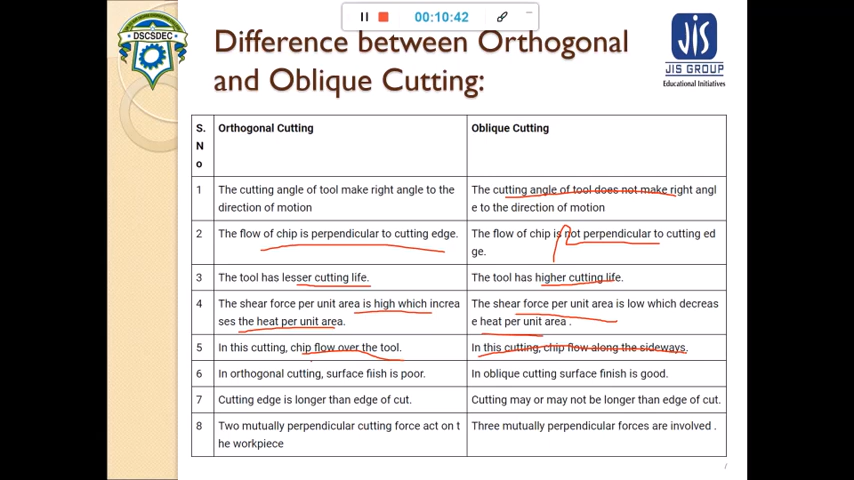 00:10:42
DSCSDEC
Difference between Orthogonal
and Oblique Cutting:
JIS
JIS GROUP
Educational Initiatives
S.
N
o
Orthogonal Cutting
Oblique Cutting
1
The cutting angle of tool make right angle to the
direction of motion
The cutting angle of tool does not make right angl
e to the direction of motion
2
The flow of chip is perpendicular to cutting edge.
The flow of chip is not perpendicular to cutting ed
ge.
3
The tool has lesser cutting life.
The tool has higher cutting life.
4
The shear force per unit area is high which increa
ses the heat per unit area.
The shear force per unit area is low which decreas
e heat per unit area .
5
In this cutting, chip flow over the tool.
In this cutting, chip flow along the sideways.
6
In orthogonal cutting, surface fiish is poor.
In oblique cutting surface finish is good.
7
Cutting edge is longer than edge of cut.
Cutting may or may not be longer than edge of cut.
8
Two mutually perpendicular cutting force act on t
he workpiece
Three mutually perpendicular forces are involved .